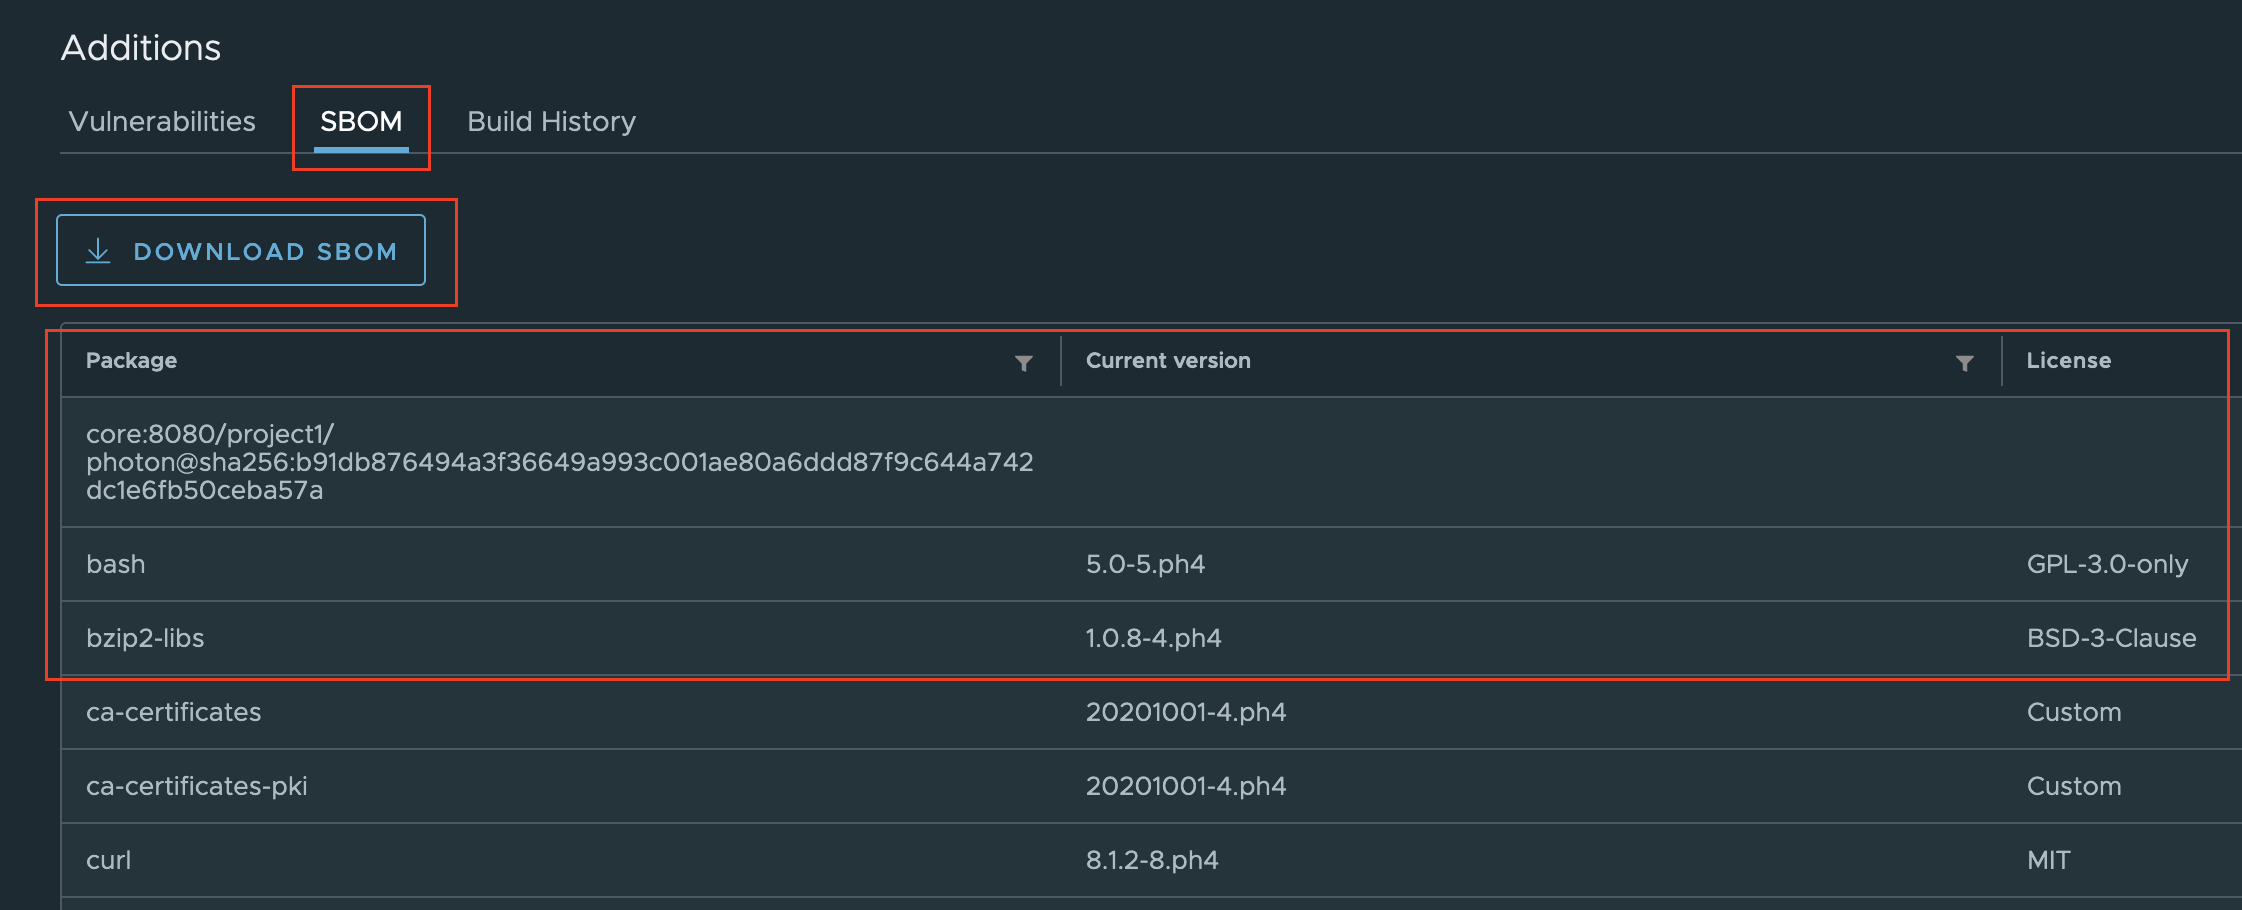 Additions
Vulnerabilities SBOM Build History
DOWNLOAD SBOM
Package Current version License
core:8080/project1/
photon@sha256:b91db876494a3f36649a993c001ae80a6ddd87f9c644a742
dc1e6fb50ceba57a
bash 5.0-5.ph4 GPL-3.0-only
bzip2-libs 1.0.8-4.ph4 BSD-3-Clause
ca-certificates 20201001-4.ph4 Custom
ca-certificates-pki 20201001-4.ph4 Custom
curl 8.1.2-8.ph4 MIT